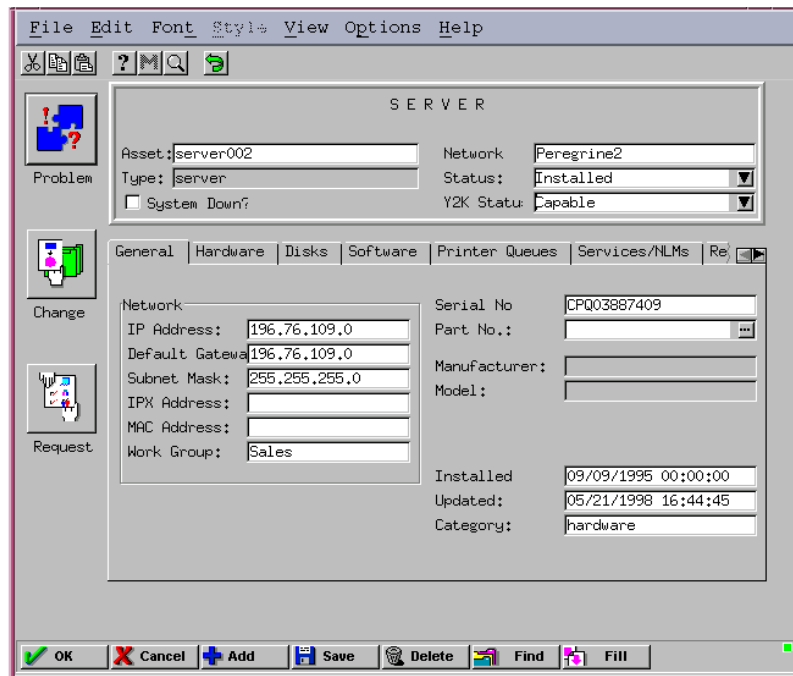 File Edit Font Style View Options Help
SERVER
Asset: server002
Network Peregrine2
Type: server
Status: Installed
System Down?
Y2K Statu: Capable
Problem
Change
Request
General Hardware Disks Software Printer Queues Services/NLMs Re
Network
IP Address: 196.76.109.0
Default Gatewa 196.76.109.0
Subnet Mask: 255.255.255.0
IPX Address:
MAC Address:
Work Group: Sales
Serial No CPQ03887409
Part No.:
Manufacturer:
Model:
Installed 09/09/1995 00:00:00
Updated: 05/21/1998 16:44:45
Category: hardware
OK Cancel Add Save Delete Find Fill